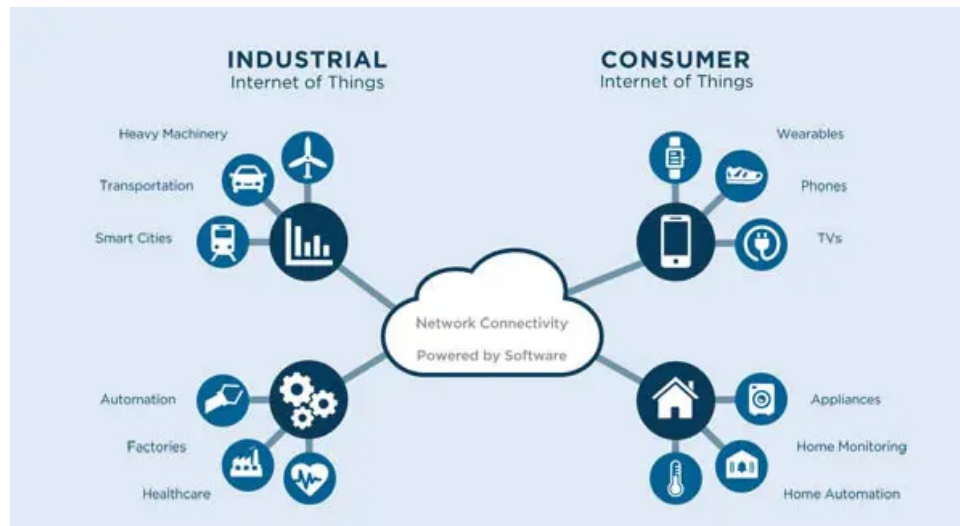 INDUSTRIAL
Internet of Things
CONSUMER
Internet of Things
Heavy Machinery
Transportation
Smart Cities
Wearables
Phones
TVs
Network Connectivity
Powered by Software
Automation
Factories
Healthcare
Appliances
Home Monitoring
Home Automation